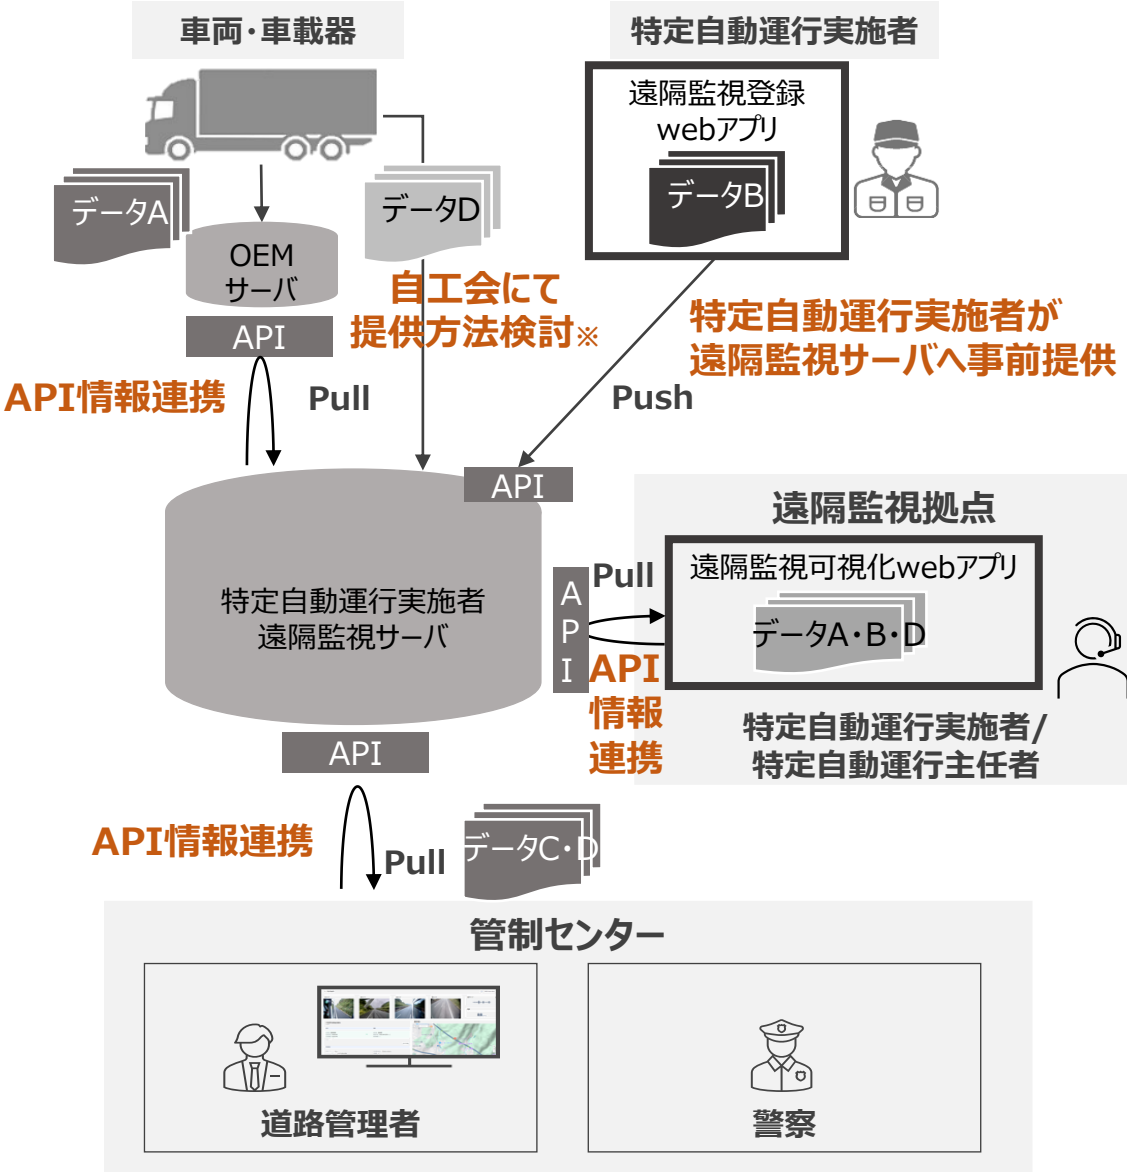 車両・車載器
特定自動運行実施者
遠隔監視登録
webアプリ
データA
データD
データB
OEM
サーバ
API
自工会にて
提供方法検討※
特定自動運行実施者が
遠隔監視サーバへ事前提供
API情報連携
Pull
Push
API
遠隔監視拠点
Pull
遠隔監視可視化webアプリ
データA・B・D
特定自動運行実施者
遠隔監視サーバ
A
P
I
API
情報
連携
特定自動運行実施者/
特定自動運行主任者
API
API情報連携
Pull
データC・D
管制センター
道路管理者
警察